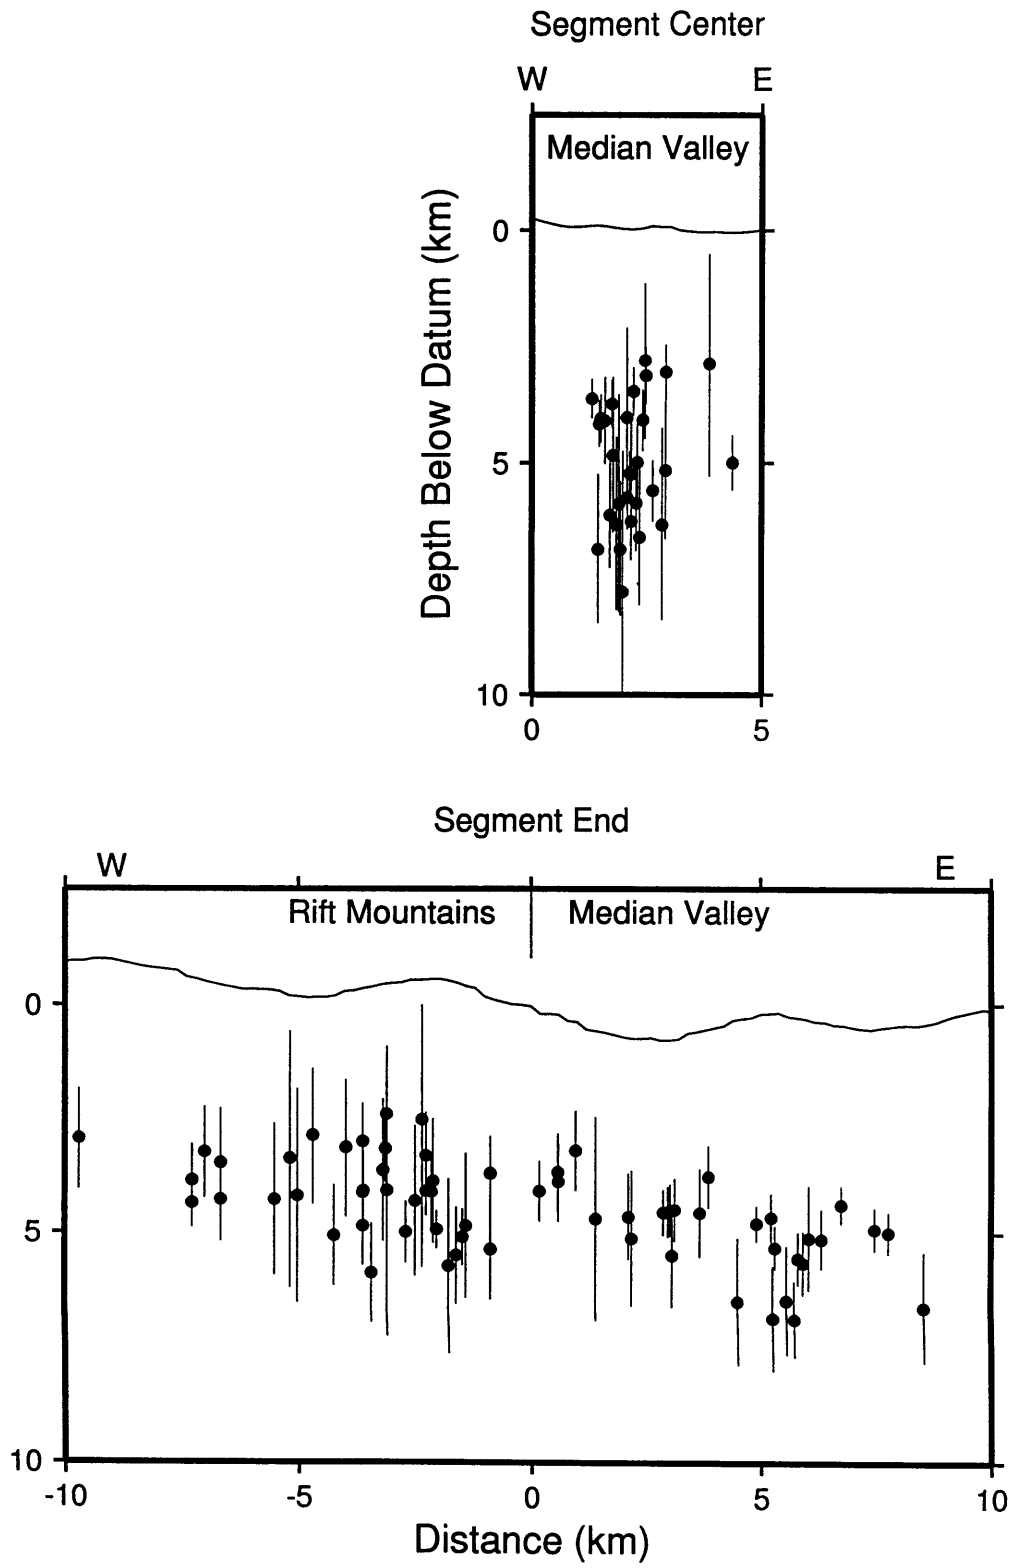 Segment Center
W E
Median Valley
Depth Below Datum (km)
0
5
10
0 5
Segment End
W E
Rift Mountains Median Valley
0
5
10
-10 -5 0 5 10
Distance (km)